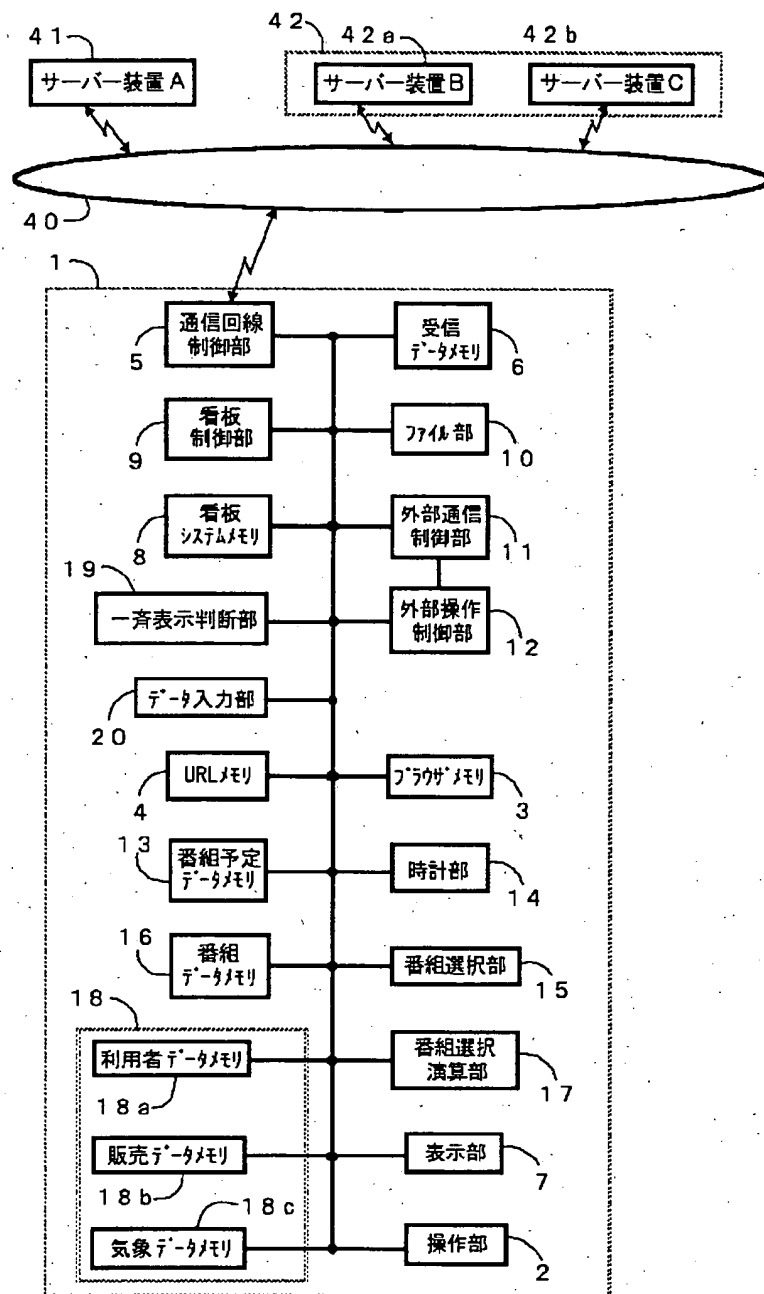 41
サーバー装置A
42
42a
42b
サーバー装置B
サーバー装置C
40
1
通信回線
制御部
5
受信
データメモリ
6
看板
制御部
9
ファイル部
10
看板
システムメモリ
8
外部通信
制御部
11
19
一斉表示判断部
外部操作
制御部
12
データ入力部
20
URLメモリ
4
ブラウザメモリ
3
13
番組予定
データメモリ
時計部
14
16
番組
データメモリ
番組選択部
15
18
利用者データメモリ
18a
番組選択
演算部
17
販売データメモリ
18b
表示部
7
18c
気象データメモリ
操作部
2